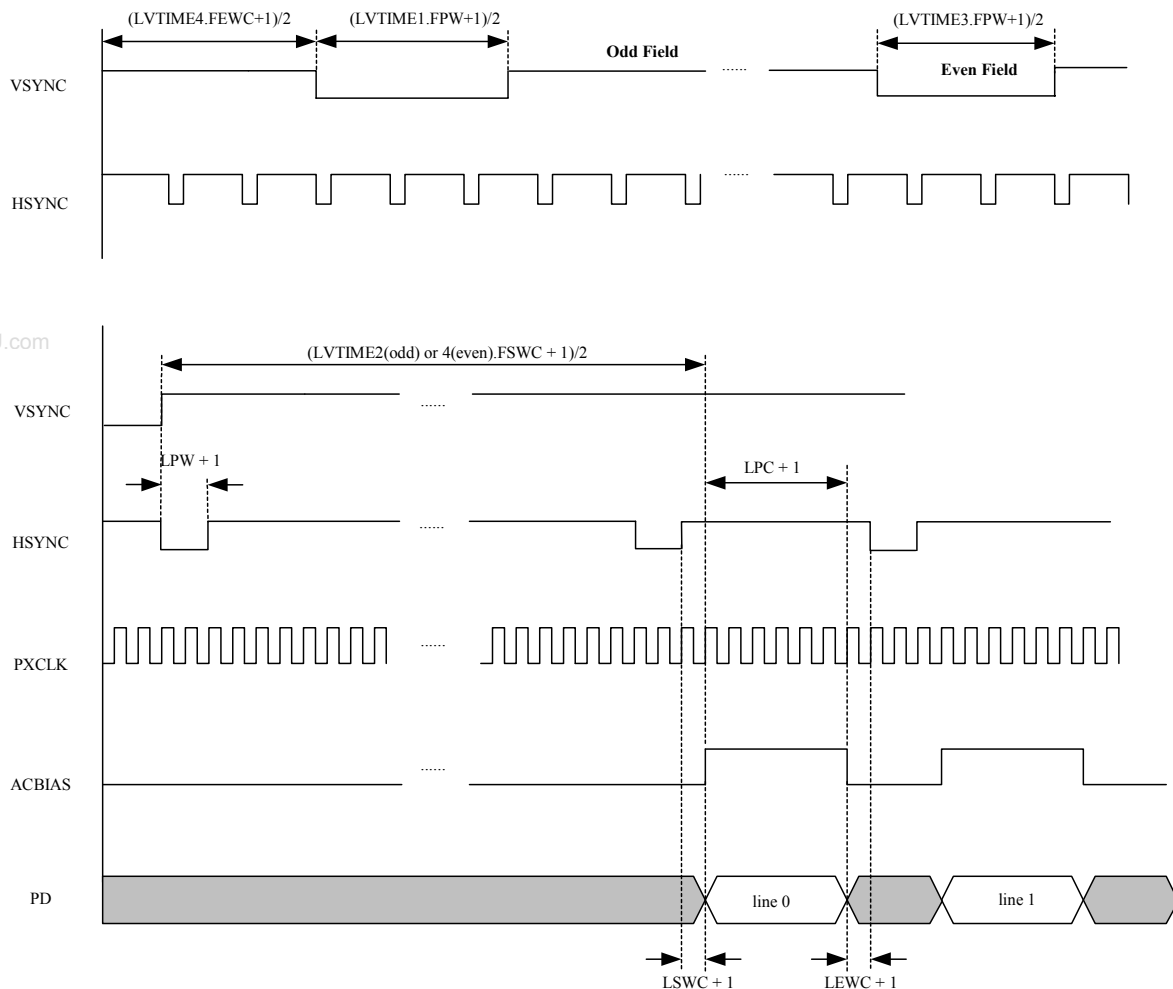 (LVTIME4.FEWC+1)/2 (LVTIME1.FPW+1)/2 (LVTIME3.FPW+1)/2
Odd Field ...... Even Field
VSYNC
......
HSYNC
J.com
(LVTIME2(odd) or 4(even).FSWC + 1)/2
VSYNC ......
LPW + 1 LPC + 1
HSYNC ......
PXCLK ......
ACBIAS ......
PD line 0 line 1
LSWC + 1 LEWC + 1